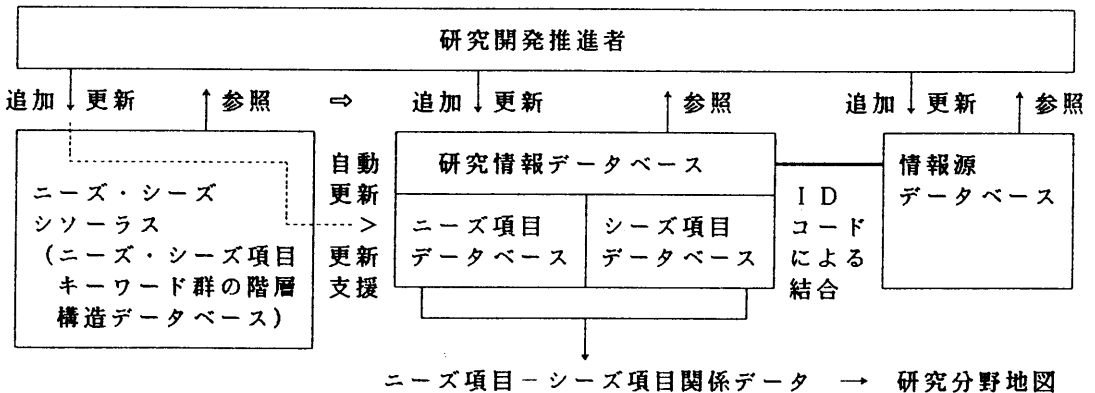 研究開発推進者
追加↓更新 ↑参照 ⇨ 追加↓更新 ↑参照 追加↓更新 ↑参照
ニーズ・シーズ
シソーラス
(ニーズ・シーズ項目
キーワード群の階層
構造データベース)
自動
更新
>
更新
支援
研究情報データベース
ニーズ項目
データベース
シーズ項目
データベース
ID
コード
による
結合
情報源
データベース
ニーズ項目-シーズ項目関係データ → 研究分野地図